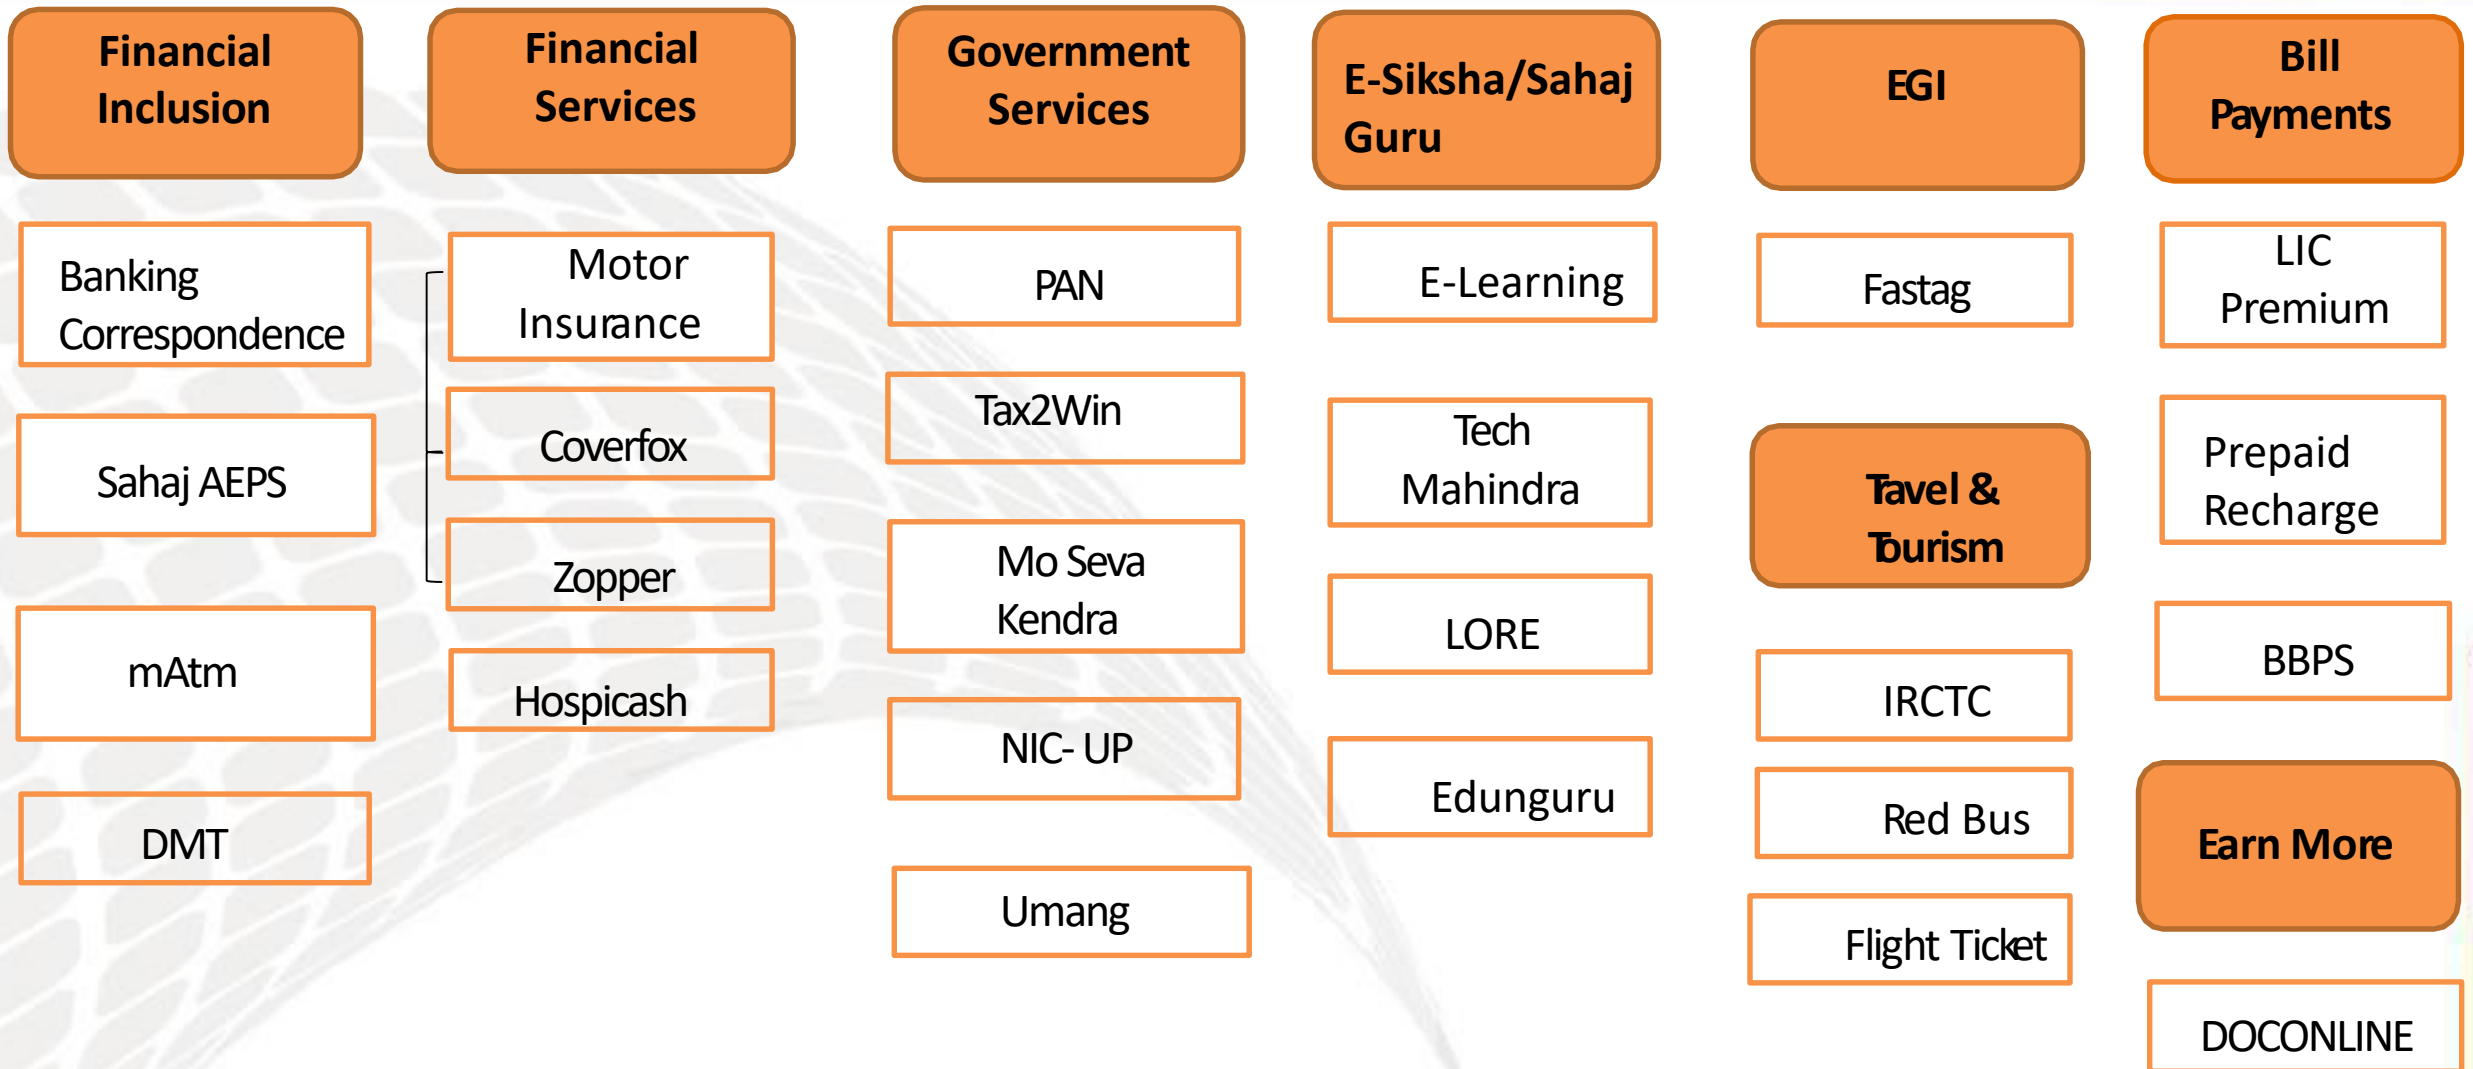 Financial
Inclusion
Banking
Correspondence
Sahaj AEPS
mAtm
DMT
Financial
Services
Motor
Insurance
Coverfox
Zopper
Hospicash
Government
Services
PAN
Tax2Win
Mo Seva
Kendra
NIC- UP
Umang
E-Siksha/Sahaj
Guru
E-Learning
Tech
Mahindra
LORE
Edunguru
EGI
Fastag
Travel &
Tourism
IRCTC
Red Bus
Flight Ticket
Bill
Payments
LIC
Premium
Prepaid
Recharge
BBPS
Earn More
DOCONLINE